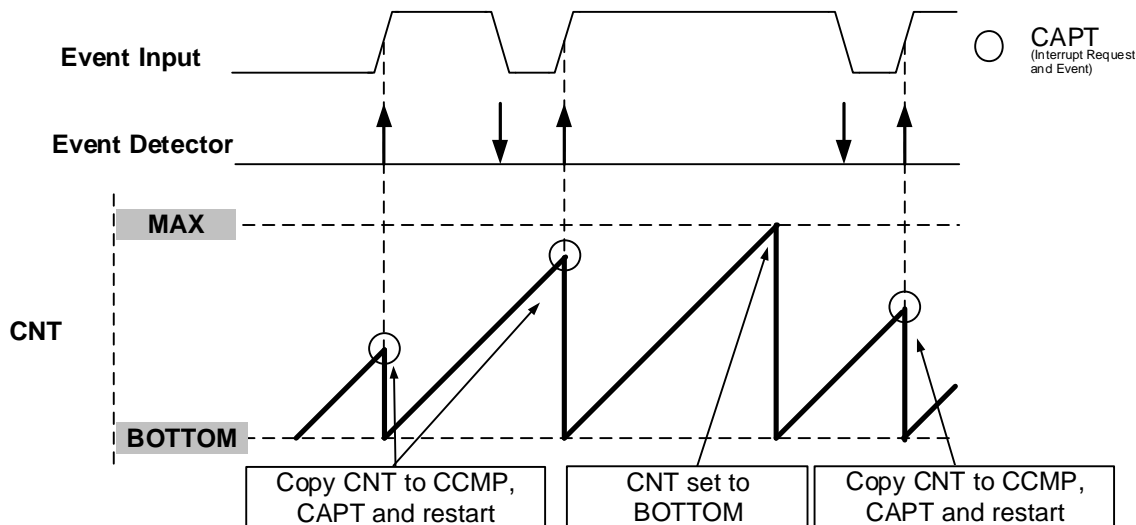 Event Input
CAPT
(Interrupt Request
and Event)
Event Detector
MAX
CNT
BOTTOM
Copy CNT to CCMP,
CAPT and restart
CNT set to
BOTTOM
Copy CNT to CCMP,
CAPT and restart